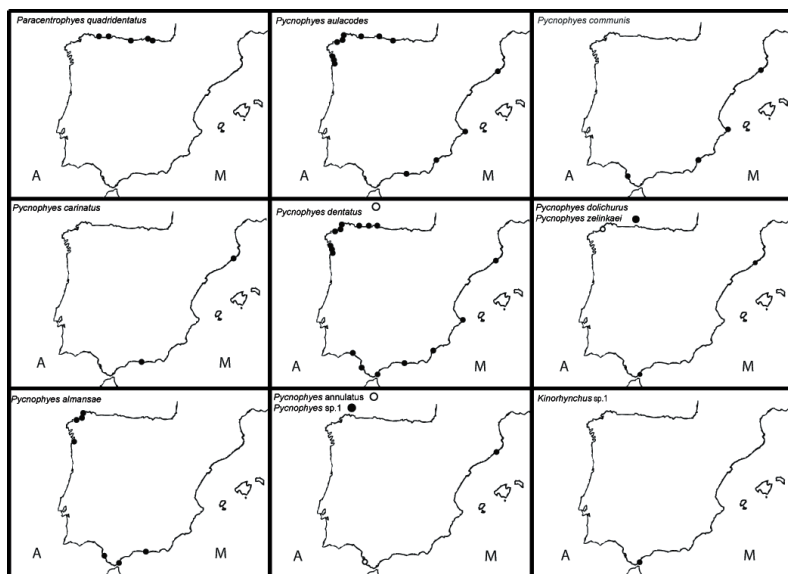 Paracentrophyes quadridentatus
A M
Pycnophyes aulacodes
A M
Pycnophyes communis
A M
Pycnophyes carinatus
A M
Pycnophyes dentatus
A M
Pycnophyes dolichurus
Pycnophyes zelinkaei
A M
Pycnophyes almansae
A M
Pycnophyes annulatus
Pycnophyes sp.1
A M
Kinorhynchus sp.1
A M